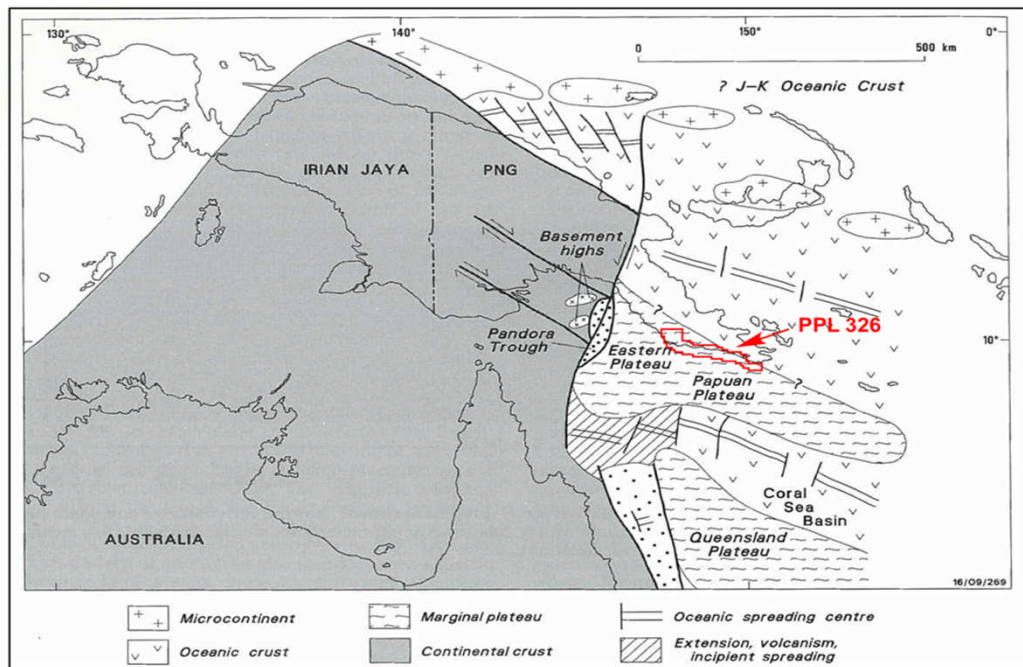 130°
140°
150°
0°
0
500 km
? J–K Oceanic Crust
IRIAN JAYA
PNG
Basement
highs
?
PPL 326
Pandora
Trough
10°
Eastern
Plateau
Papuan
Plateau
?
Coral
Sea
Basin
Queensland
Plateau
AUSTRALIA
16/09/269
Microcontinent
Marginal plateau
Oceanic spreading centre
Oceanic crust
Continental crust
Extension, volcanism,
incipient spreading